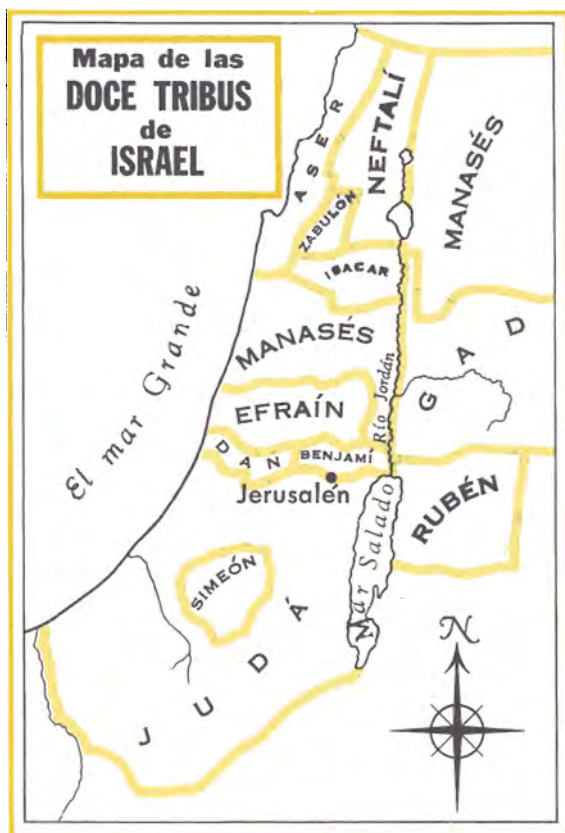 Mapa de las
DOCE TRIBUS
de
ISRAEL
ASER
NEFTALÍ
MANASÉS
ZABULÓN
ISACAR
El mar Grande
MANASÉS
GAD
Río Jordán
EFRAÍN
DAN
BENJAMÍ
Jerusalén
RUBÉN
Mar Salado
SIMEÓN
JUDÁ
N